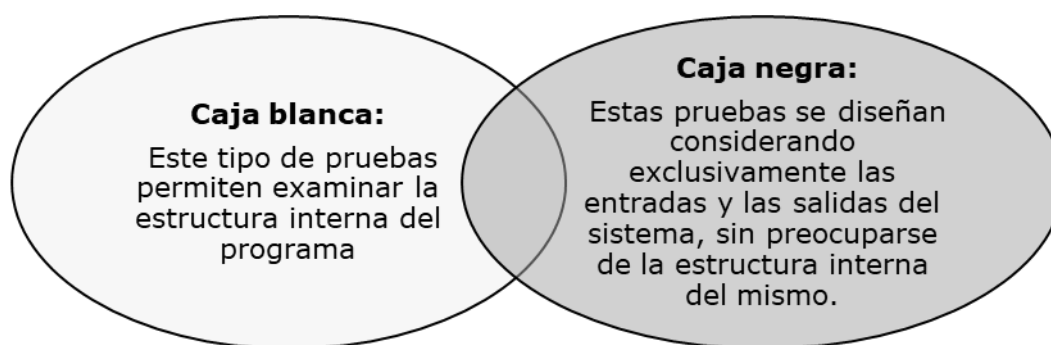 Caja blanca:
Este tipo de pruebas
permiten examinar la
estructura interna del
programa
Caja negra:
Estas pruebas se diseñan
considerando
exclusivamente las
entradas y las salidas del
sistema, sin preocuparse
de la estructura interna
del mismo.